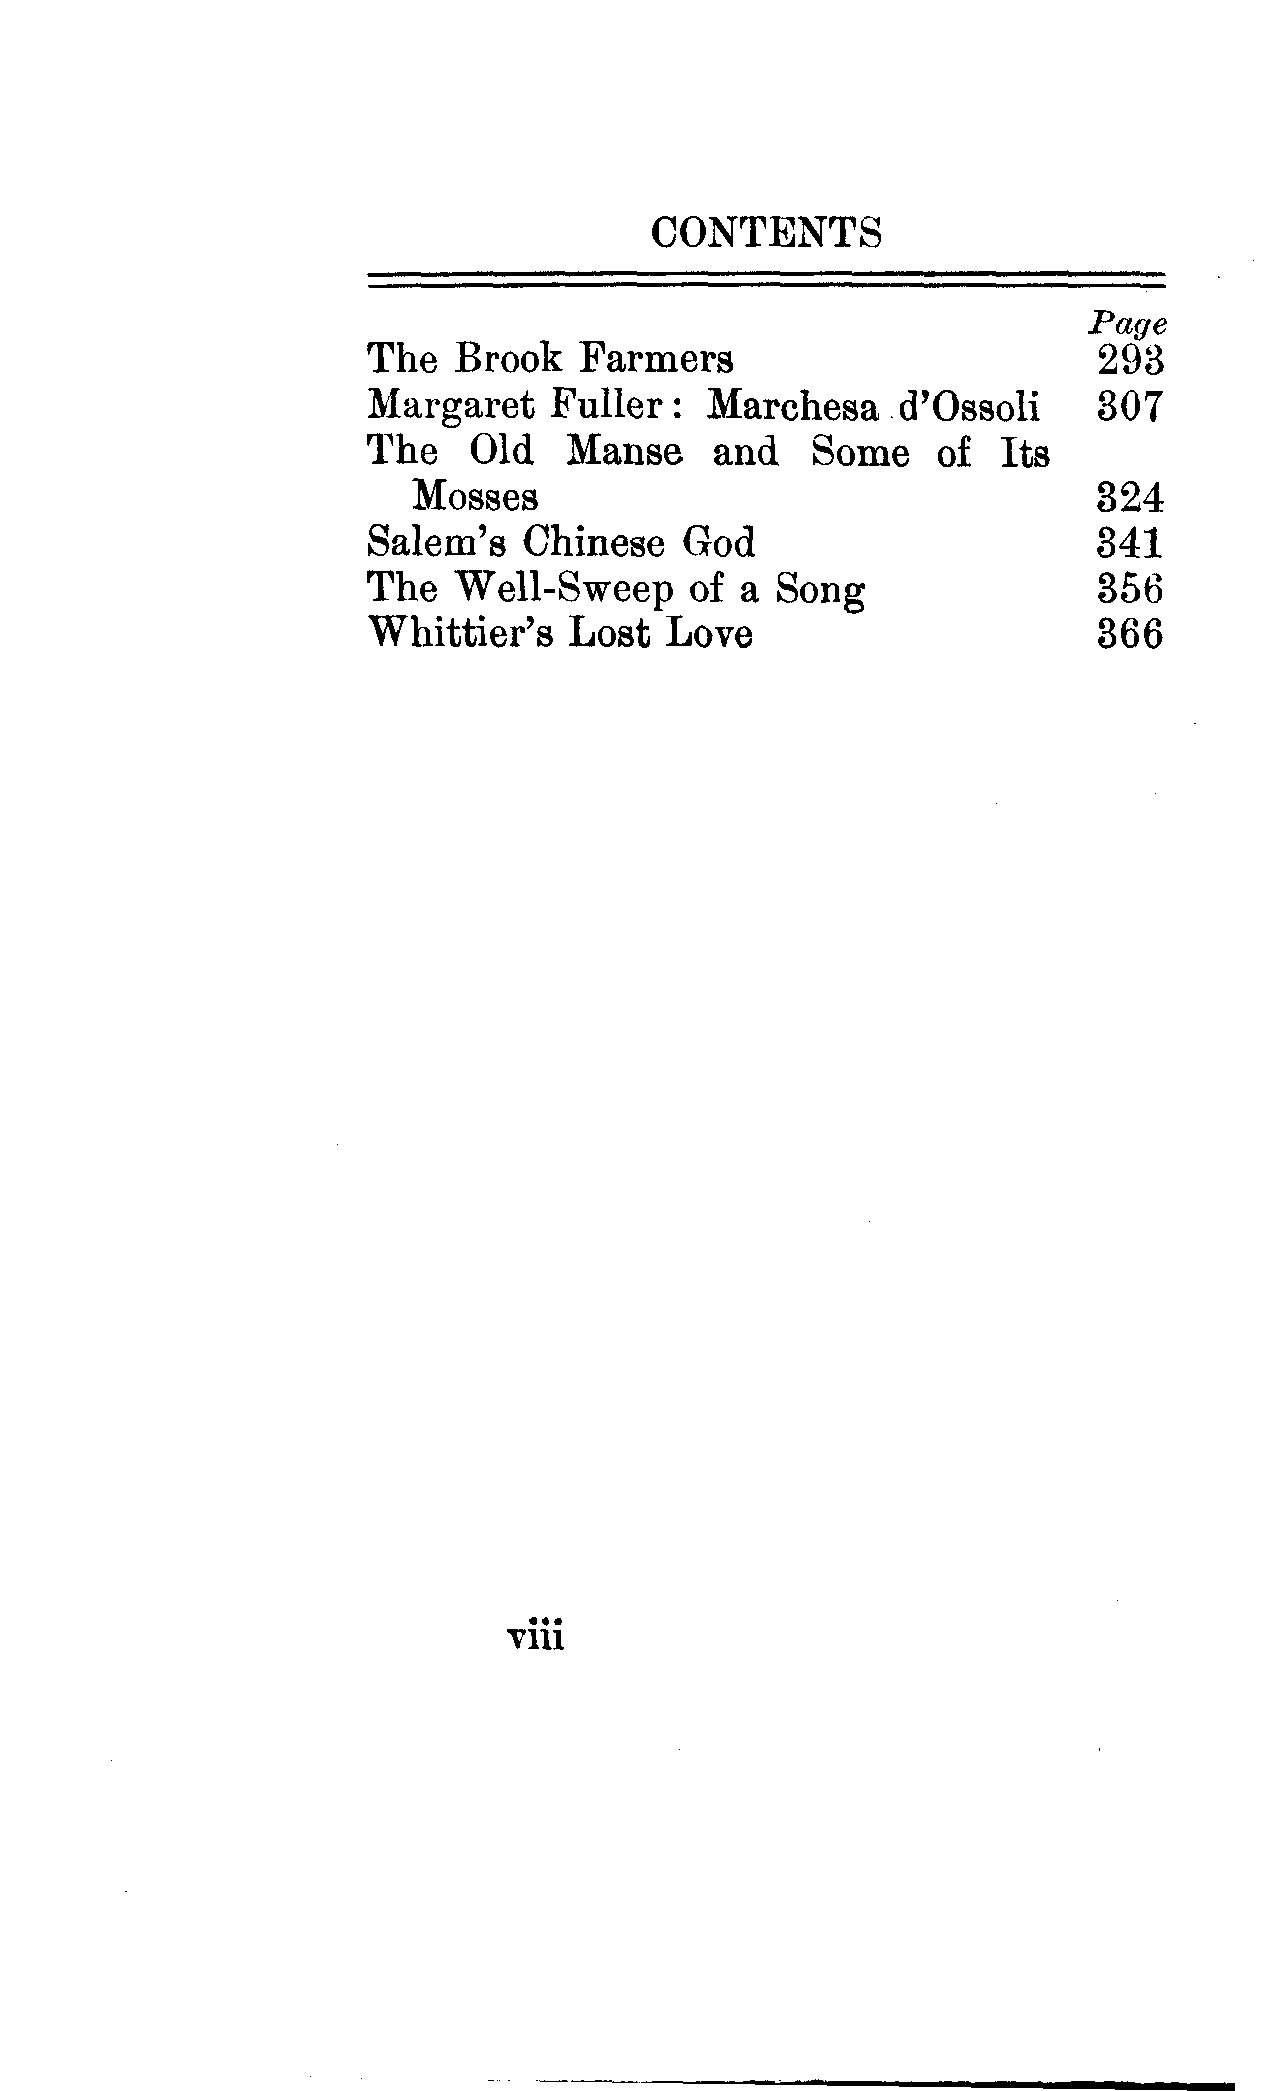 CONTENTS
Page
The Brook Farmers 293
Margaret Fuller: Marchesa d'Ossoli 307
The Old Manse and Some of Its
Mosses 324
Salem's Chinese God 341
The Well-Sweep of a Song 356
Whittier's Lost Love 366
viii